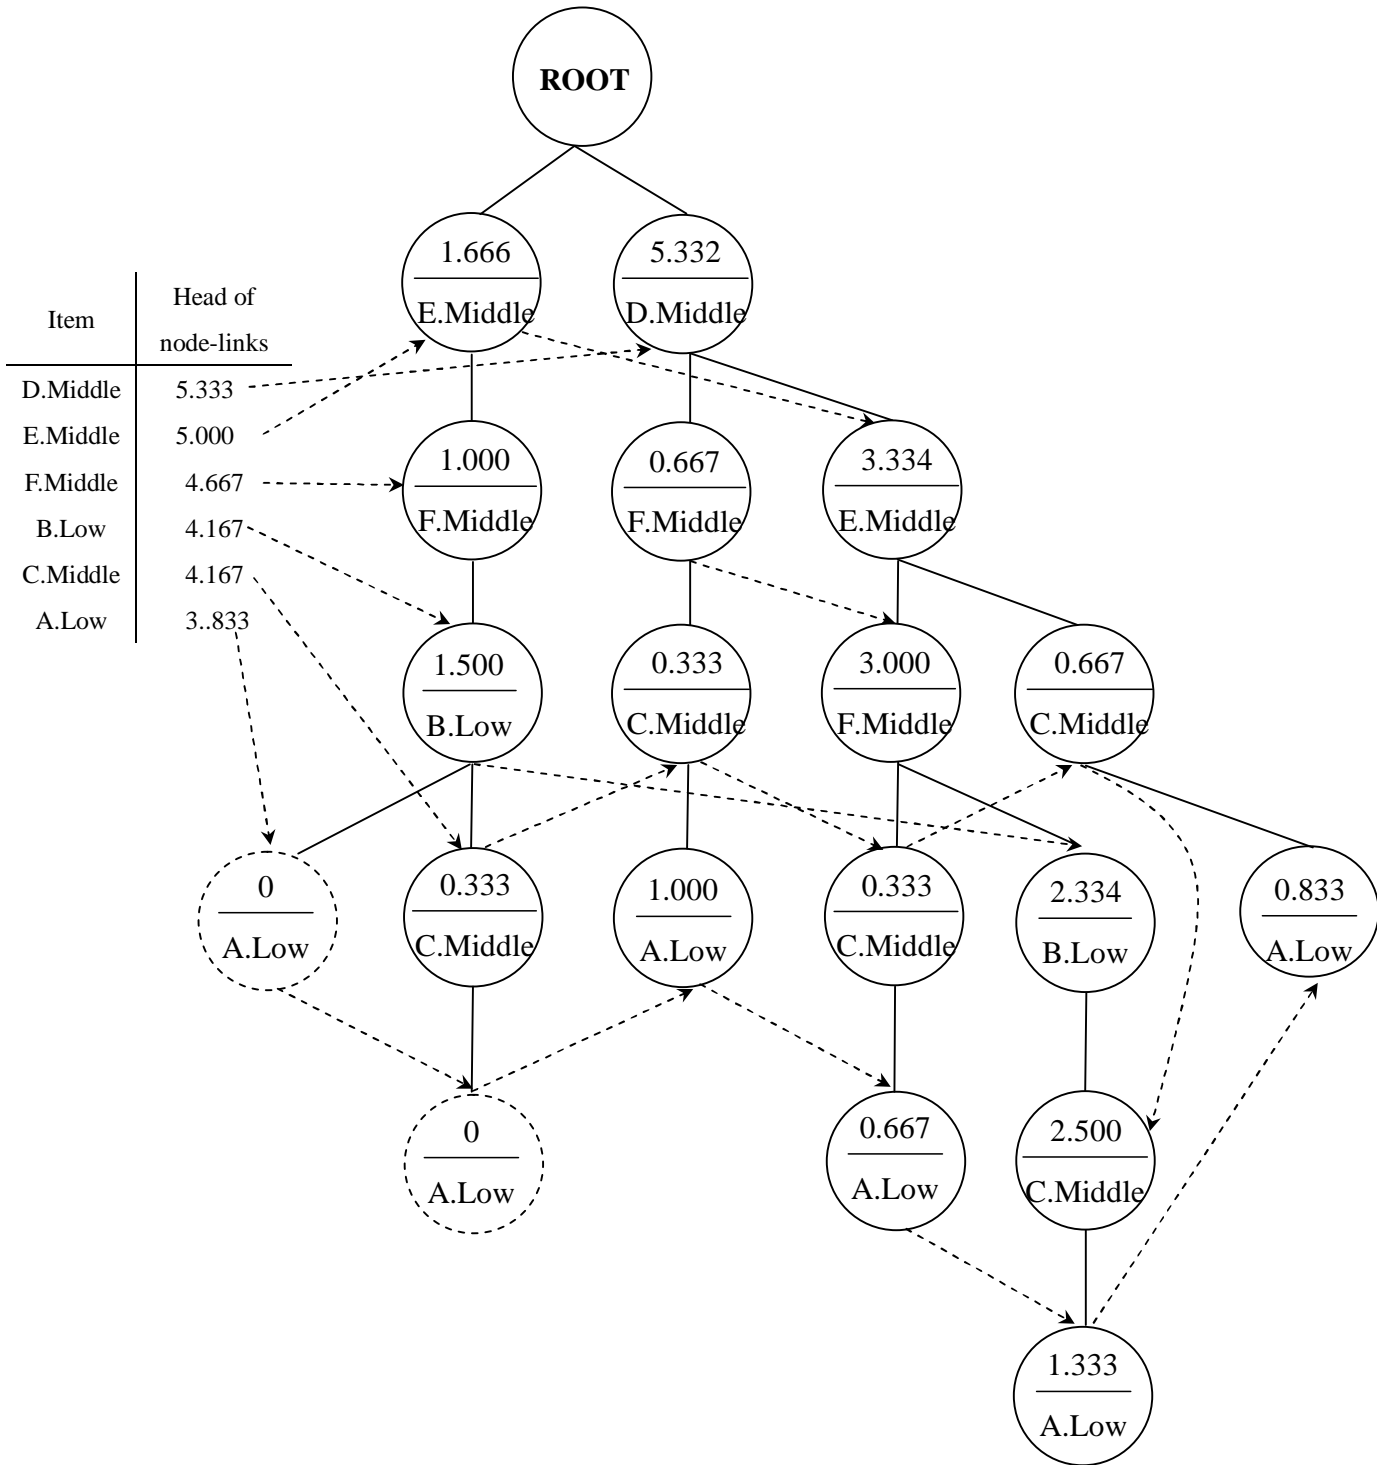 ROOT
1.666
E.Middle
5.332
D.Middle
Item
Head of
node-links
D.Middle 5.333
E.Middle 5.000
F.Middle 4.667
B.Low 4.167
C.Middle 4.167
A.Low 3..833
1.000
F.Middle
0.667
F.Middle
3.334
E.Middle
1.500
B.Low
0.333
C.Middle
3.000
F.Middle
0.667
C.Middle
0
A.Low
0.333
C.Middle
1.000
A.Low
0.333
C.Middle
2.334
B.Low
0.833
A.Low
0
A.Low
0.667
A.Low
2.500
C.Middle
1.333
A.Low